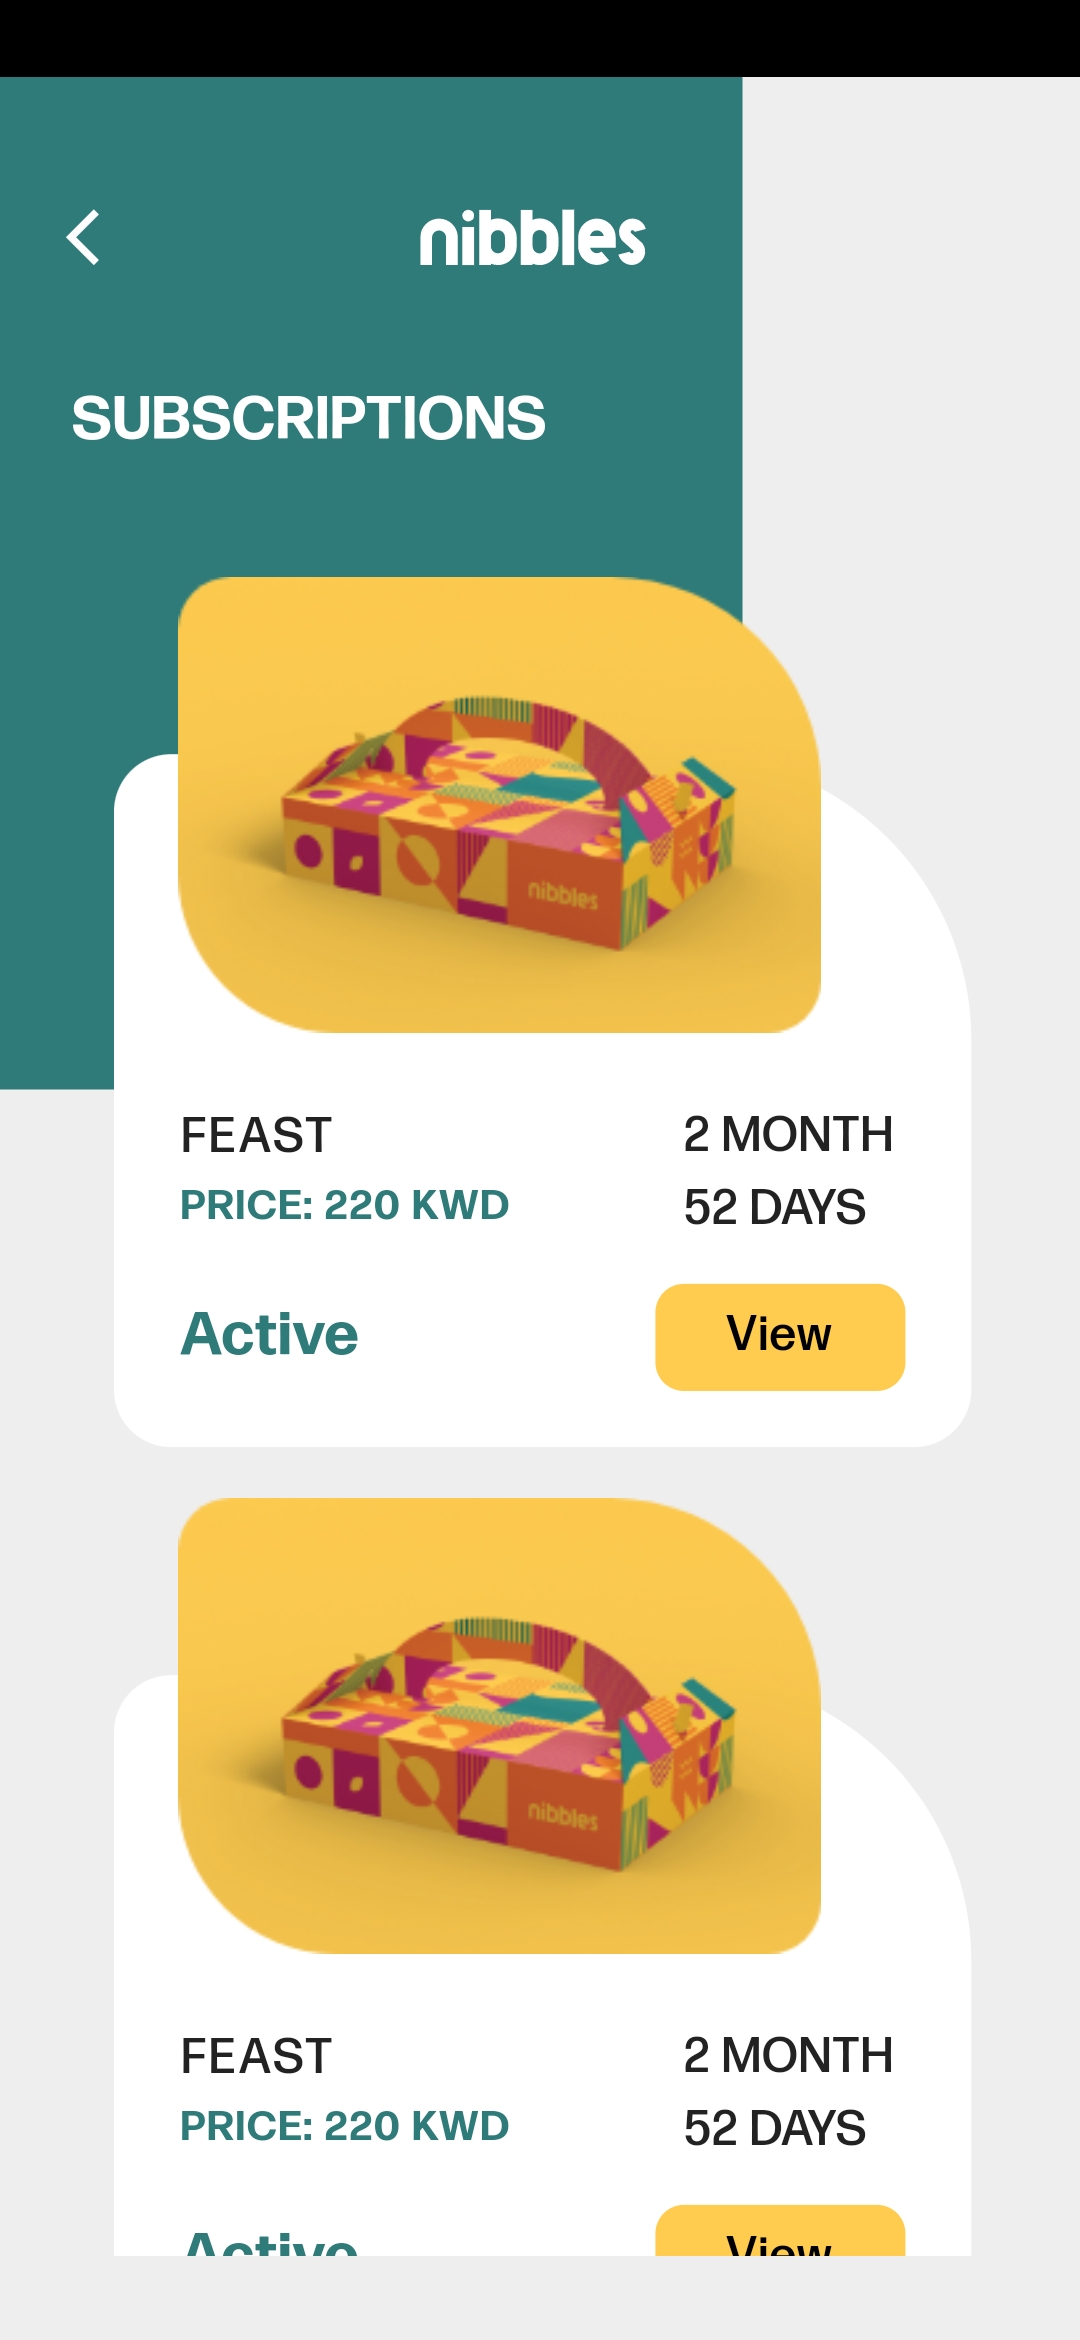 nibbles
SUBSCRIPTIONS
nibbles
FEAST
2 MONTH
PRICE: 220 KWD
52 DAYS
Active
View
nibbles
FEAST
2 MONTH
PRICE: 220 KWD
52 DAYS
Active
View